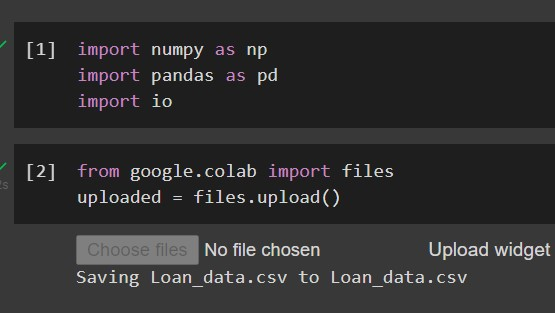 [1] import numpy as np
import pandas as pd
import io
[2] from google.colab import files
uploaded = files.upload()
Choose files No file chosen Upload widget
Saving Loan_data.csv to Loan_data.csv